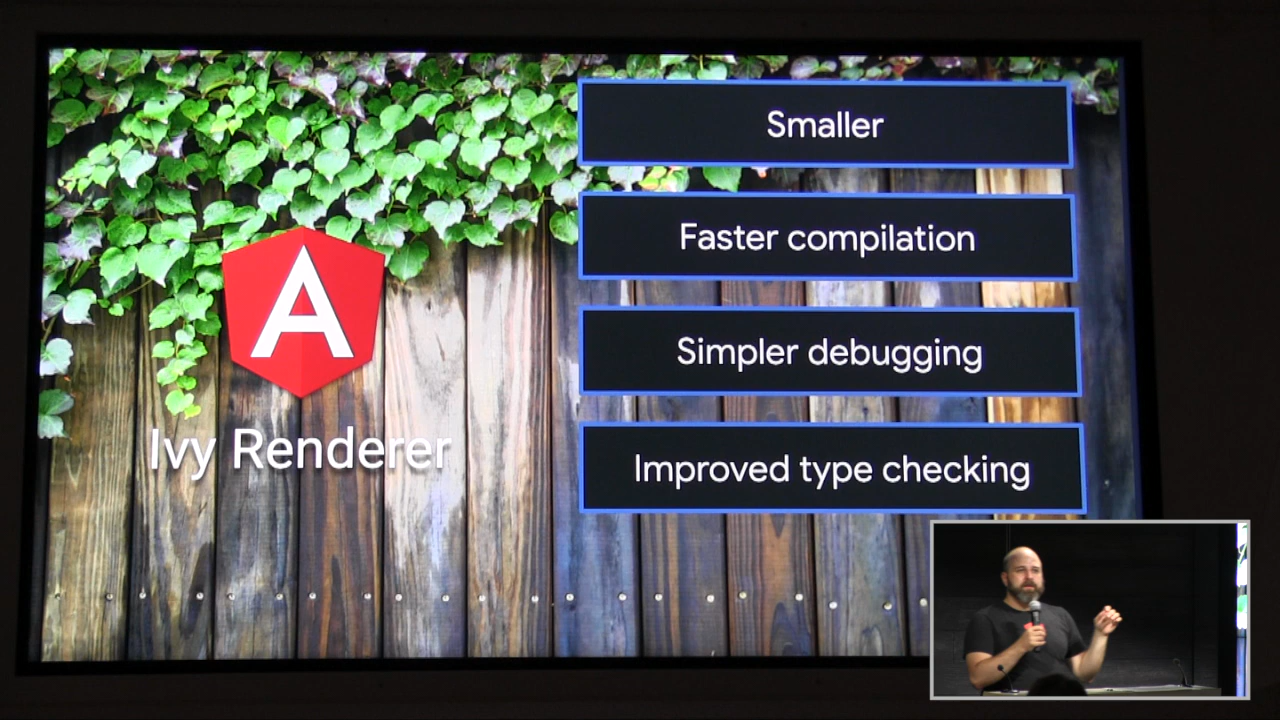 A
Ivy Renderer
Smaller
Faster compilation
Simpler debugging
Improved type checking